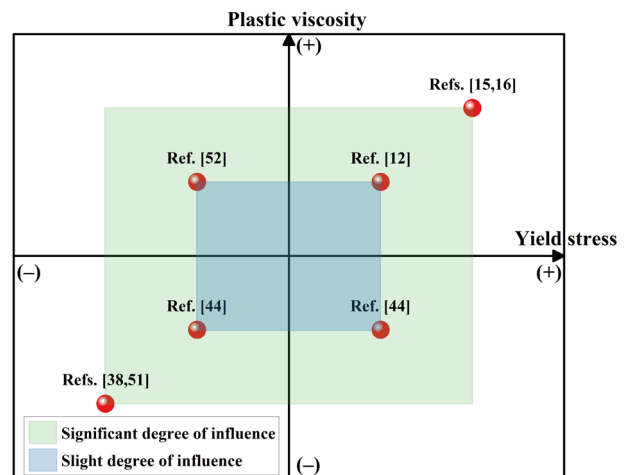 Plastic viscosity
(+)
Refs. [15,16]
Ref. [52]
Ref. [12]
Yield stress
(–)
(+)
Ref. [44]
Ref. [44]
Refs. [38,51]
Significant degree of influence
Slight degree of influence
(–)